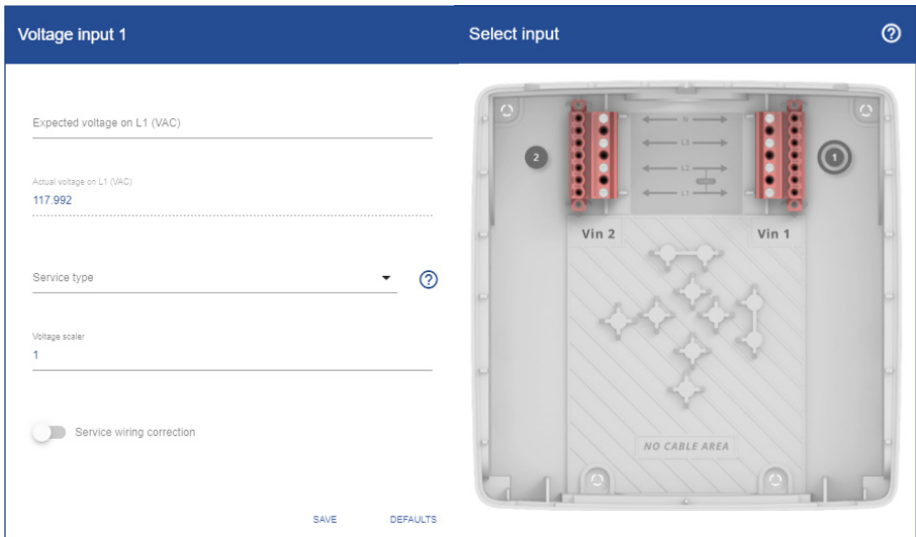 Voltage input 1
Expected voltage on L1 (VAC)
Actual voltage on L1 (VAC)
117.992
Service type
?
Voltage scaler
1
Service wiring correction
SAVE DEFAULTS
Select input
?
N
L3
L2
L1
2
1
Vin 2 Vin 1
NO CABLE AREA